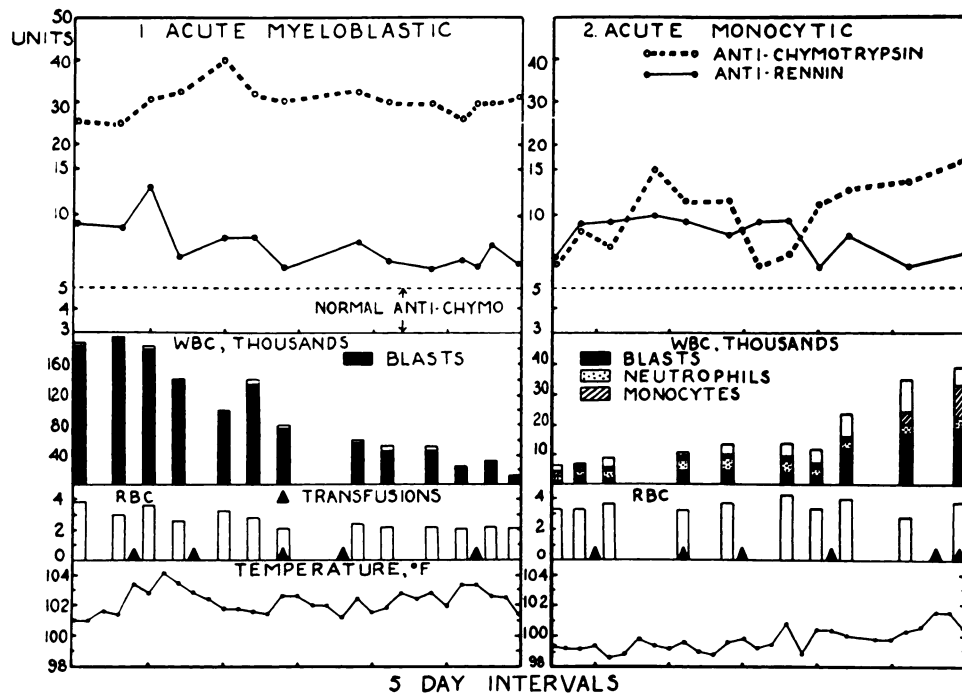 UNITS
50
40
30
20
15
10
5
4
3
1 ACUTE MYELOBLASTIC
NORMAL ANTI-CHYMO
2. ACUTE MONOCYTIC
ANTI-CHYMOTRYPSIN
ANTI-RENNIN
40
30
20
15
10
5
4
3
WBC, THOUSANDS
BLASTS
160
120
80
40
WBC, THOUSANDS
BLASTS
NEUTROPHILS
MONOCYTES
40
30
20
10
RBC
TRANSFUSIONS
4
2
0
RBC
4
2
0
TEMPERATURE, °F
104
102
100
98
104
102
100
98
5 DAY INTERVALS